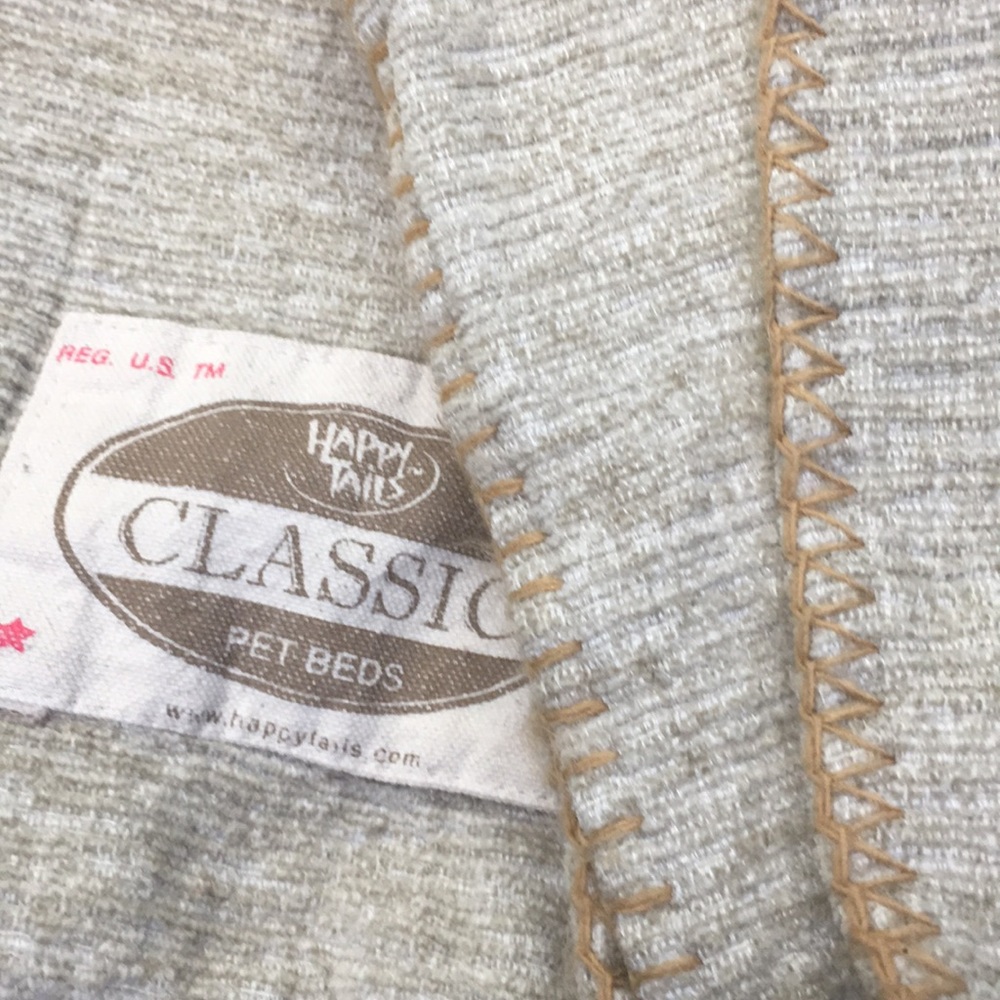 REG. U.S. TM
HAPPY
TAILS
CLASSIC
PET BEDS
www.happytails.com